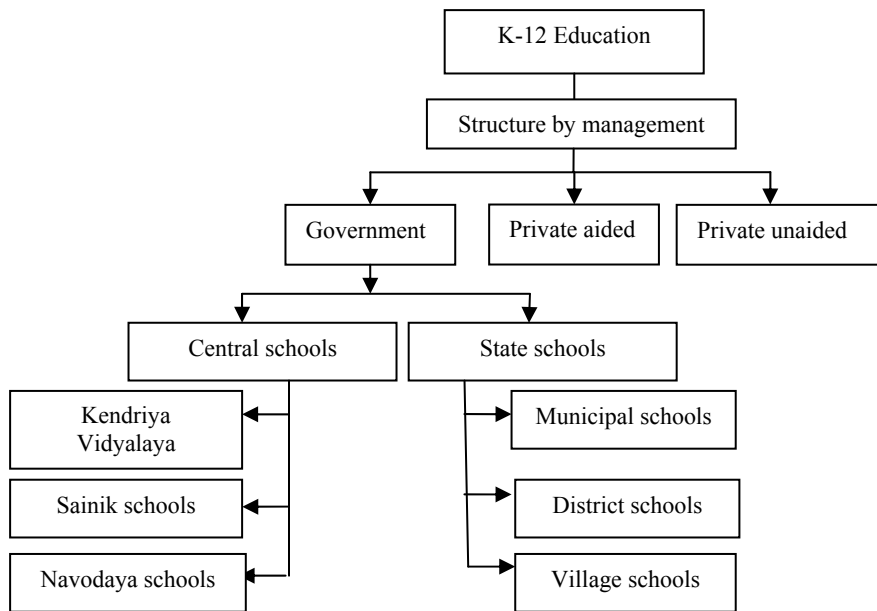 K-12 Education
Structure by management
Government
Private aided
Private unaided
Central schools
State schools
Kendriya
Vidyalaya
Sainik schools
Navodaya schools
Municipal schools
District schools
Village schools